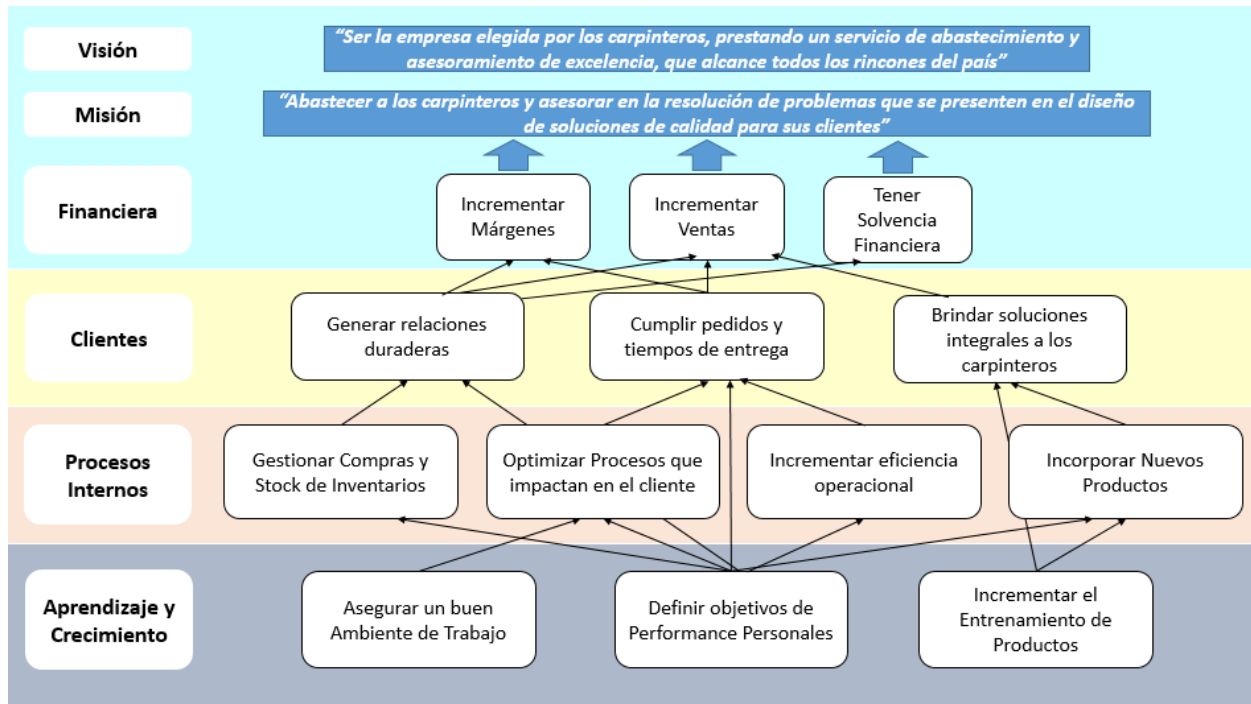 Visión
“Ser la empresa elegida por los carpinteros, prestando un servicio de abastecimiento y
asesoramiento de excelencia, que alcance todos los rincones del país”
Misión
“Abastecer a los carpinteros y asesorar en la resolución de problemas que se presenten en el diseño
de soluciones de calidad para sus clientes”
Financiera
Incrementar
Márgenes
Incrementar
Ventas
Tener
Solvencia
Financiera
Clientes
Generar relaciones
duraderas
Cumplir pedidos y
tiempos de entrega
Brindar soluciones
integrales a los
carpinteros
Procesos
Internos
Gestionar Compras y
Stock de Inventarios
Optimizar Procesos que
impactan en el cliente
Incrementar eficiencia
operacional
Incorporar Nuevos
Productos
Aprendizaje y
Crecimiento
Asegurar un buen
Ambiente de Trabajo
Definir objetivos de
Performance Personales
Incrementar el
Entrenamiento de
Productos